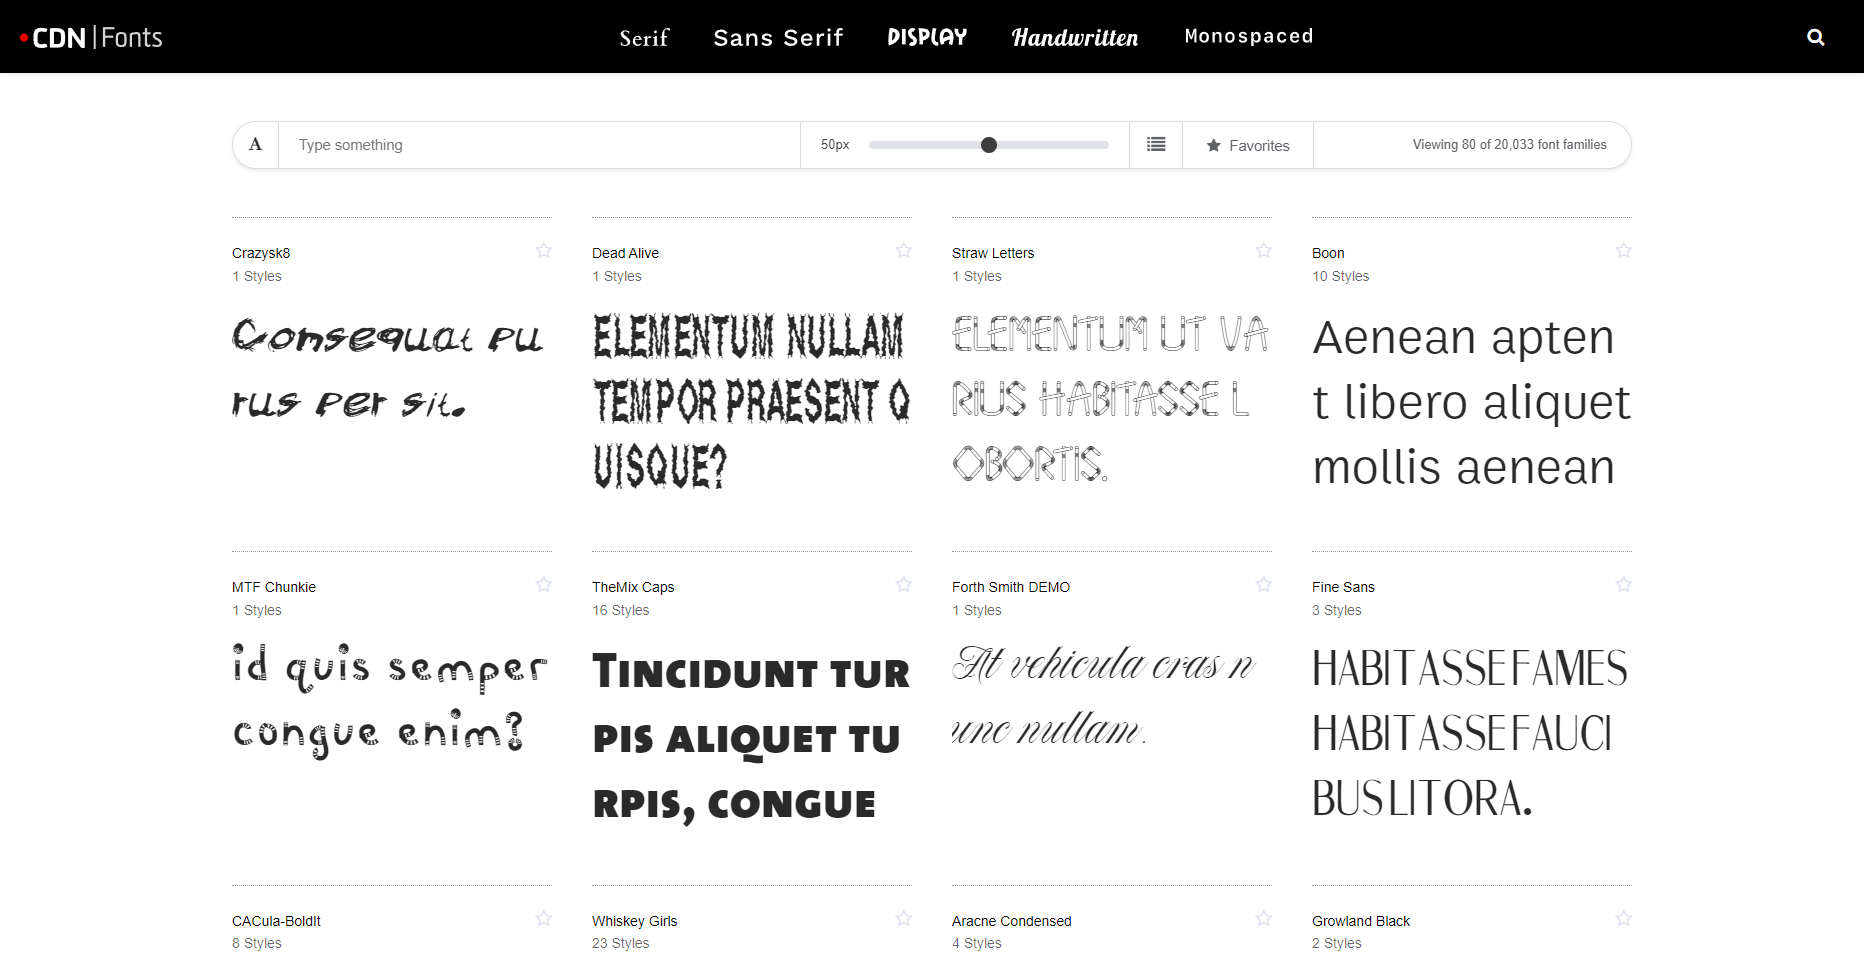 CDN|Fonts
Serif Sans Serif DISPLAY Handwritten Monospaced
A Type something 50px Favorites Viewing 80 of 20,033 font families
Crazysk8
1 Styles
Consequat pu
rus per sit.
Dead Alive
1 Styles
ELEMENTUM NULLAM
TEMPOR PRAESENT Q
UISQUE?
Straw Letters
1 Styles
ELEMENTUM UT VA
RIUS HABITASSE L
OBORTIS.
Boon
10 Styles
Aenean apten
t libero aliquet
mollis aenean
MTF Chunkie
1 Styles
id quis semper
congue enim?
TheMix Caps
16 Styles
Tincidunt tur
pis aliquet tu
rpis, congue
Forth Smith DEMO
1 Styles
At vehicula cras n
unc nullam.
Fine Sans
3 Styles
HABITASSE FAMES
HABITASSE FAUCI
BUS LITORA.
CACula-BoldIt
8 Styles
Whiskey Girls
23 Styles
Aracne Condensed
4 Styles
Growland Black
2 Styles